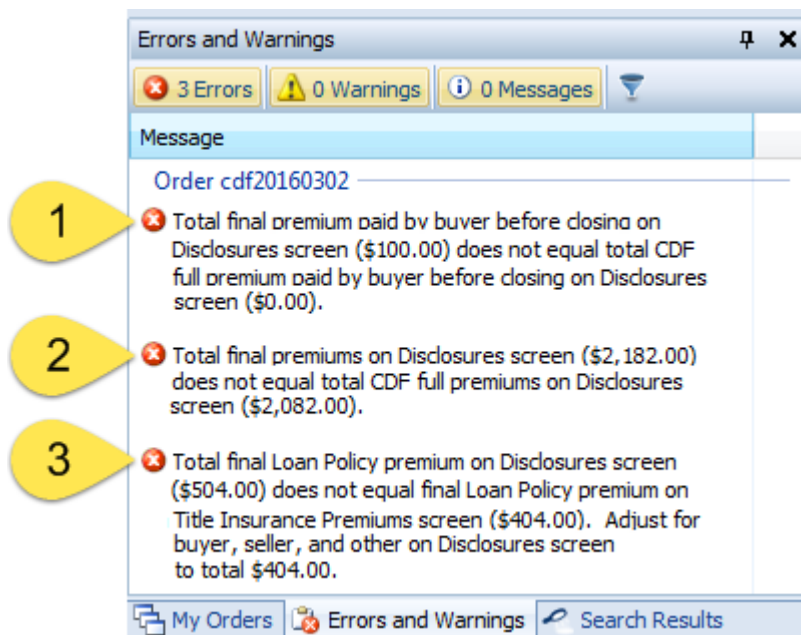 Errors and Warnings
3 Errors 0 Warnings 0 Messages
Message
Order cdf20160302
1
Total final premium paid by buyer before closing on
Disclosures screen ($100.00) does not equal total CDF
full premium paid by buyer before closing on Disclosures
screen ($0.00).
2
Total final premiums on Disclosures screen ($2,182.00)
does not equal total CDF full premiums on Disclosures
screen ($2,082.00).
3
Total final Loan Policy premium on Disclosures screen
($504.00) does not equal final Loan Policy premium on
Title Insurance Premiums screen ($404.00). Adjust for
buyer, seller, and other on Disclosures screen
to total $404.00.
My Orders Errors and Warnings Search Results